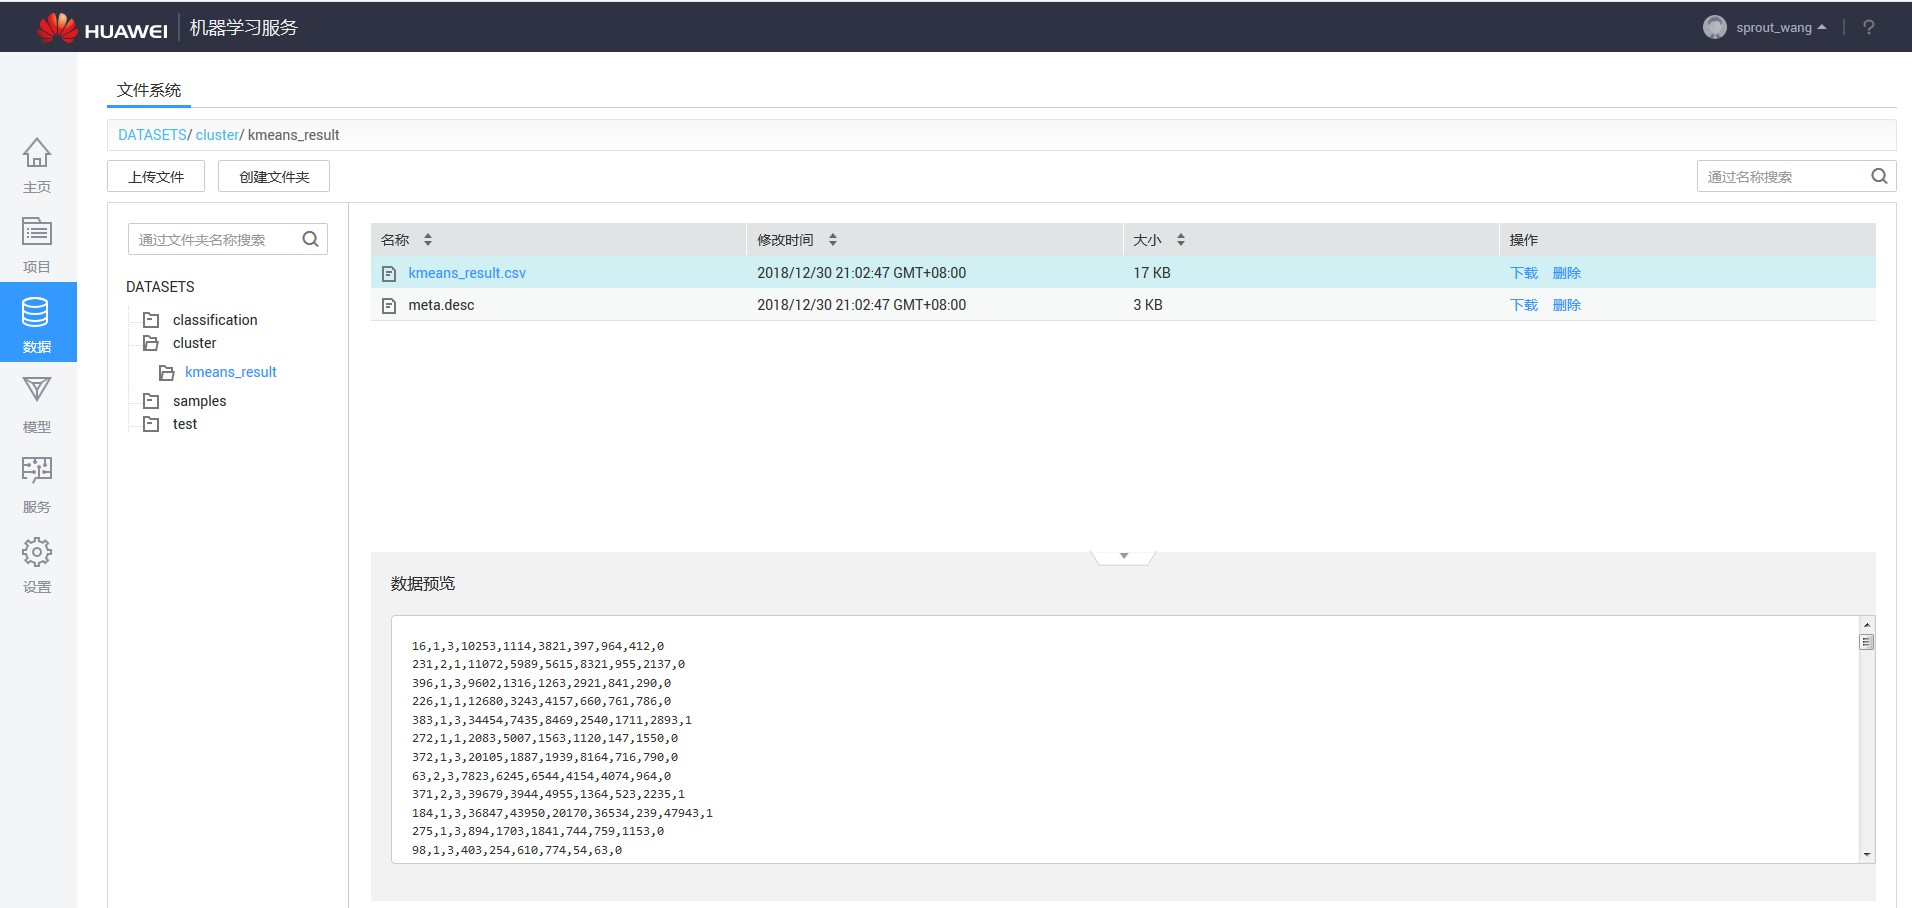 HUAWEI 机器学习服务 sprout_wang ?
文件系统
DATASETS/ cluster/ kmeans_result
上传文件 创建文件夹 通过名称搜索
主页
项目
数据
模型
服务
设置
通过文件夹名称搜索
DATASETS
classification
cluster
kmeans_result
samples
test
名称 修改时间 大小 操作
kmeans_result.csv 2018/12/30 21:02:47 GMT+08:00 17 KB 下载 删除
meta.desc 2018/12/30 21:02:47 GMT+08:00 3 KB 下载 删除
数据预览
16,1,3,10253,1114,3821,397,964,412,0
231,2,1,11072,5989,5615,8321,955,2137,0
396,1,3,9602,1316,1263,2921,841,290,0
226,1,1,12680,3243,4157,660,761,786,0
383,1,3,34454,7435,8469,2540,1711,2893,1
272,1,1,2083,5007,1563,1120,147,1550,0
372,1,3,20105,1887,1939,8164,716,790,0
63,2,3,7823,6245,6544,4154,4074,964,0
371,2,3,39679,3944,4955,1364,523,2235,1
184,1,3,36847,43950,20170,36534,239,47943,1
275,1,3,894,1703,1841,744,759,1153,0
98,1,3,403,254,610,774,54,63,0